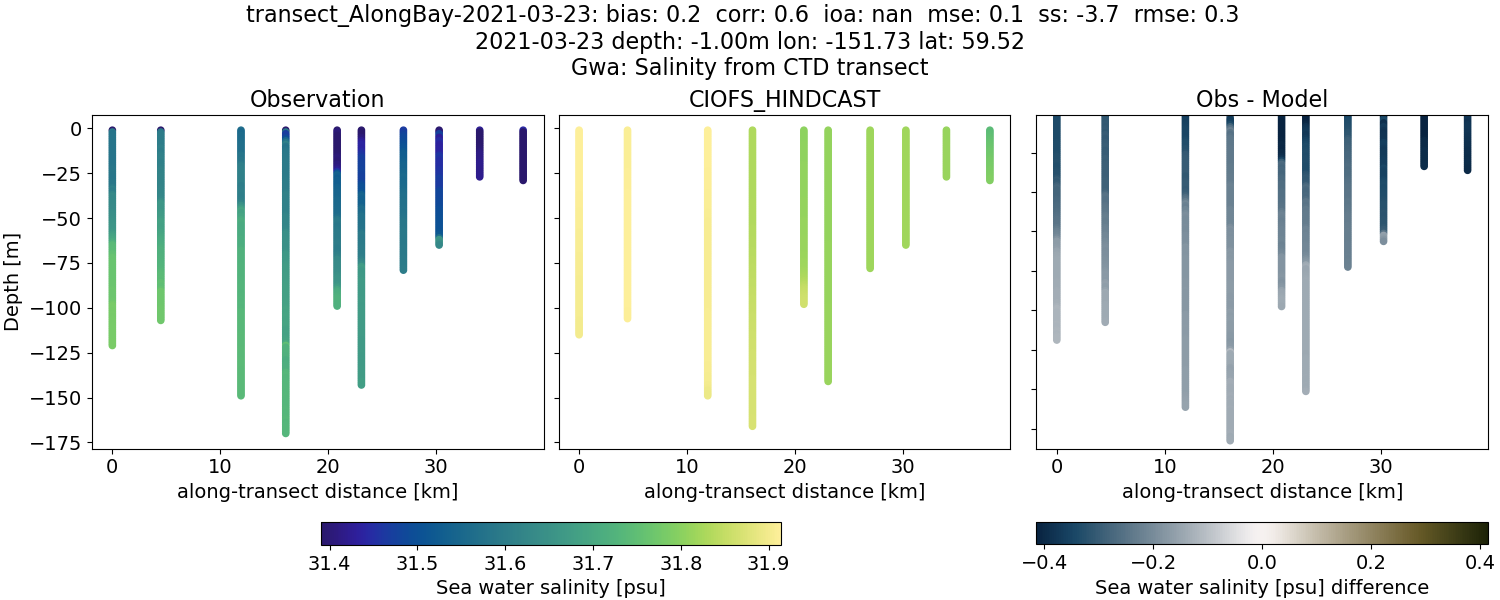 transect_AlongBay-2021-03-23: bias: 0.2  corr: 0.6  ioa: nan  mse: 0.1  ss: -3.7  rmse: 0.3
2021-03-23 depth: -1.00m lon: -151.73 lat: 59.52
Gwa: Salinity from CTD transect
Observation
CIOFS_HINDCAST
Obs - Model
Depth [m]
0
−25
−50
−75
−100
−125
−150
−175
0 10 20 30
0 10 20 30
0 10 20 30
along-transect distance [km]
along-transect distance [km]
along-transect distance [km]
31.4 31.5 31.6 31.7 31.8 31.9
Sea water salinity [psu]
−0.4 −0.2 0.0 0.2 0.4
Sea water salinity [psu] difference